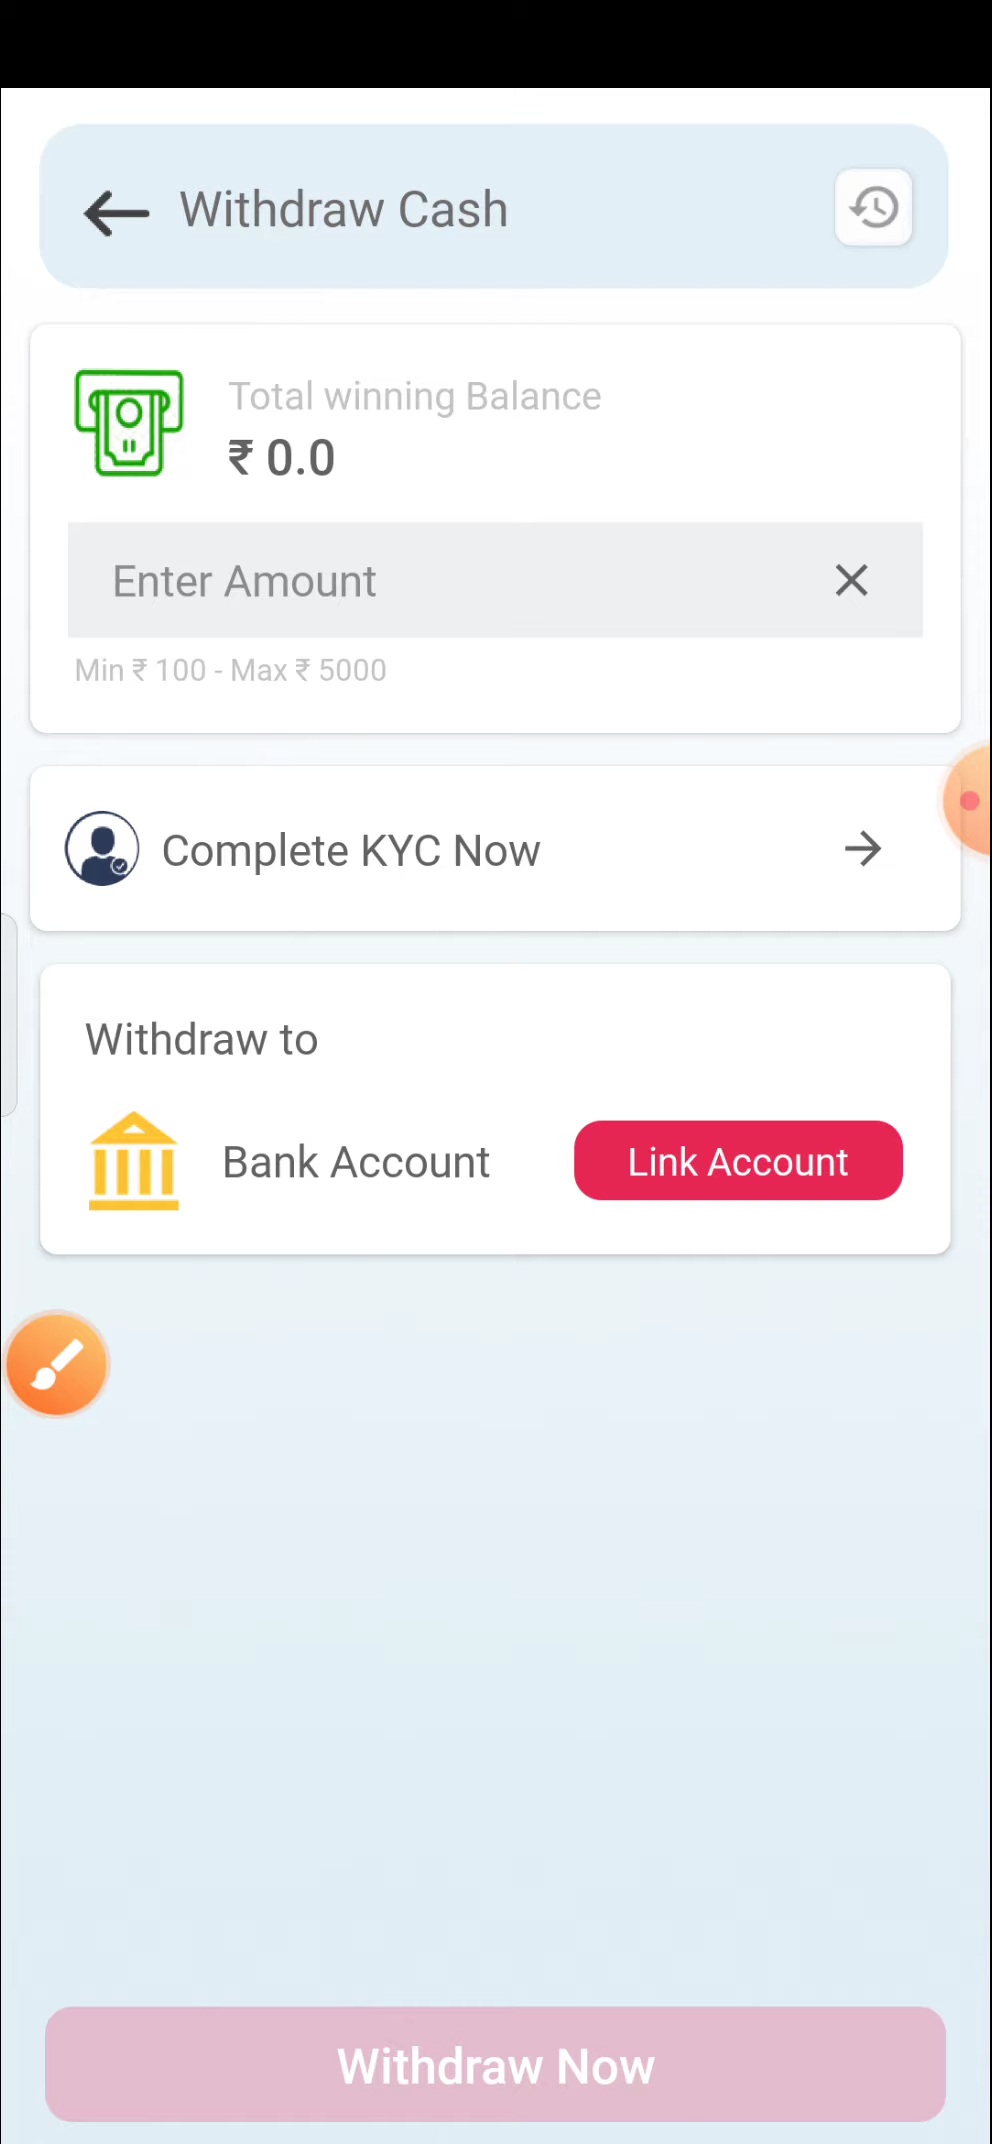 Withdraw Cash
Total winning Balance
₹ 0.0
Enter Amount
Min ₹ 100 - Max ₹ 5000
Complete KYC Now
Withdraw to
Bank Account
Link Account
Withdraw Now